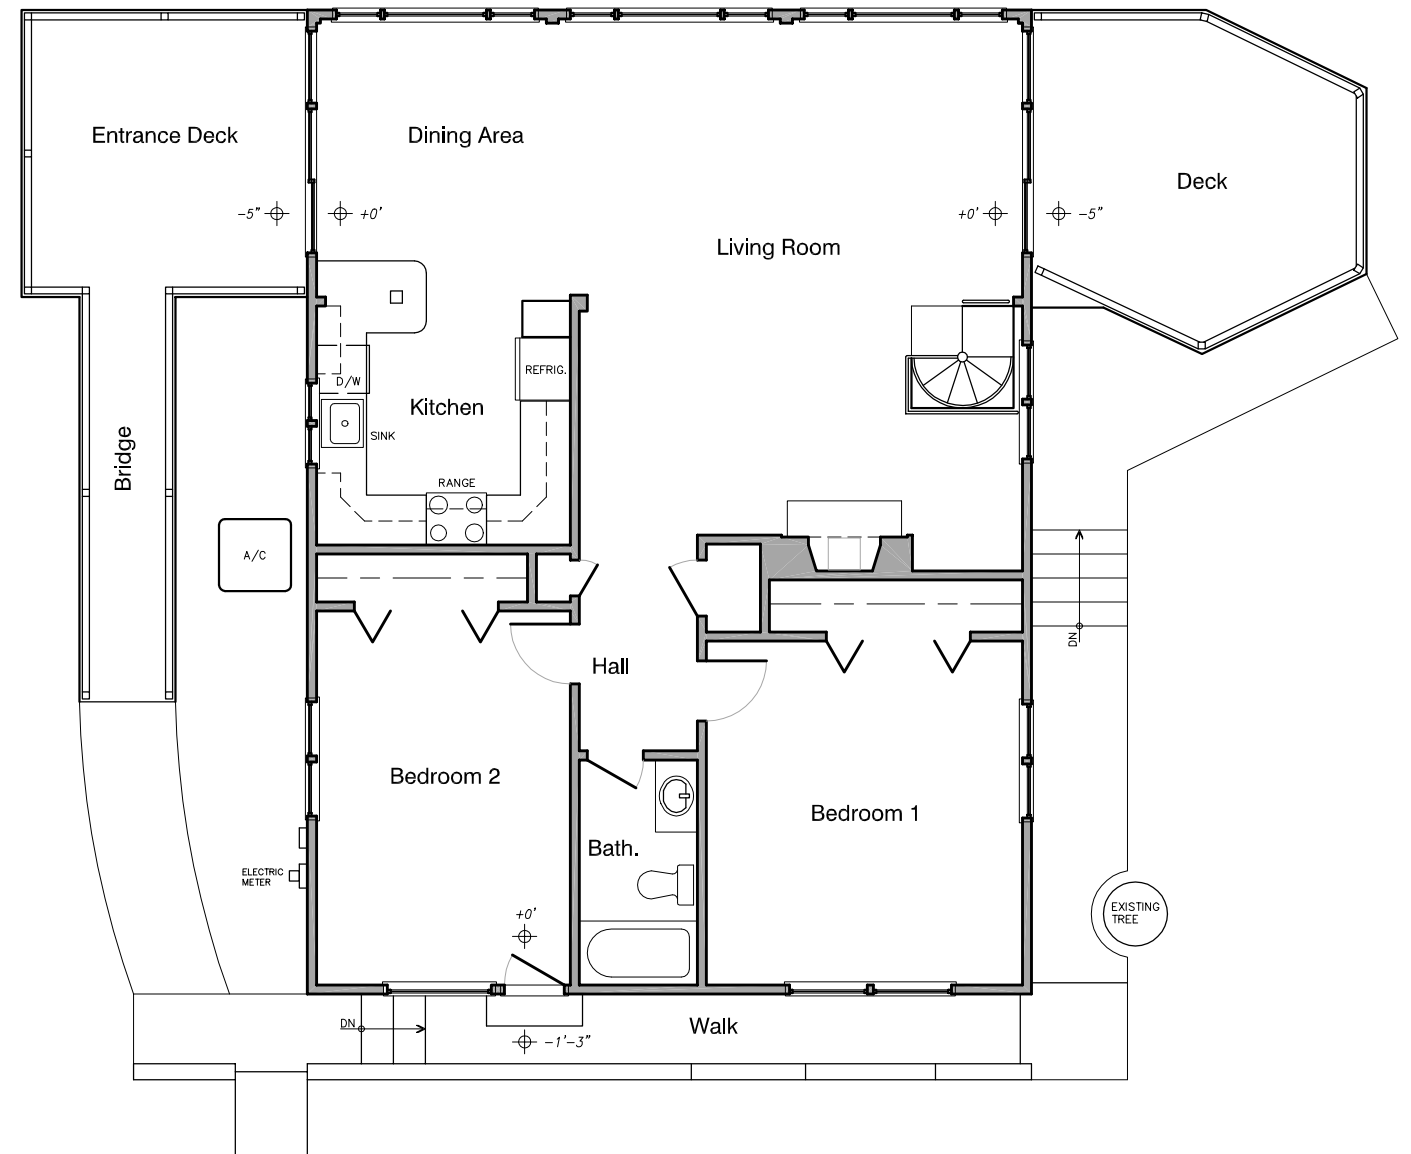 Entrance Deck
Dining Area
Deck
-5"
+0'
+0'
-5"
Living Room
REFRIG.
D/W
Kitchen
SINK
Bridge
RANGE
A/C
DN
Hall
Bedroom 2
Bedroom 1
Bath.
ELECTRIC
METER
EXISTING
TREE
+0'
DN
Walk
-1'-3"